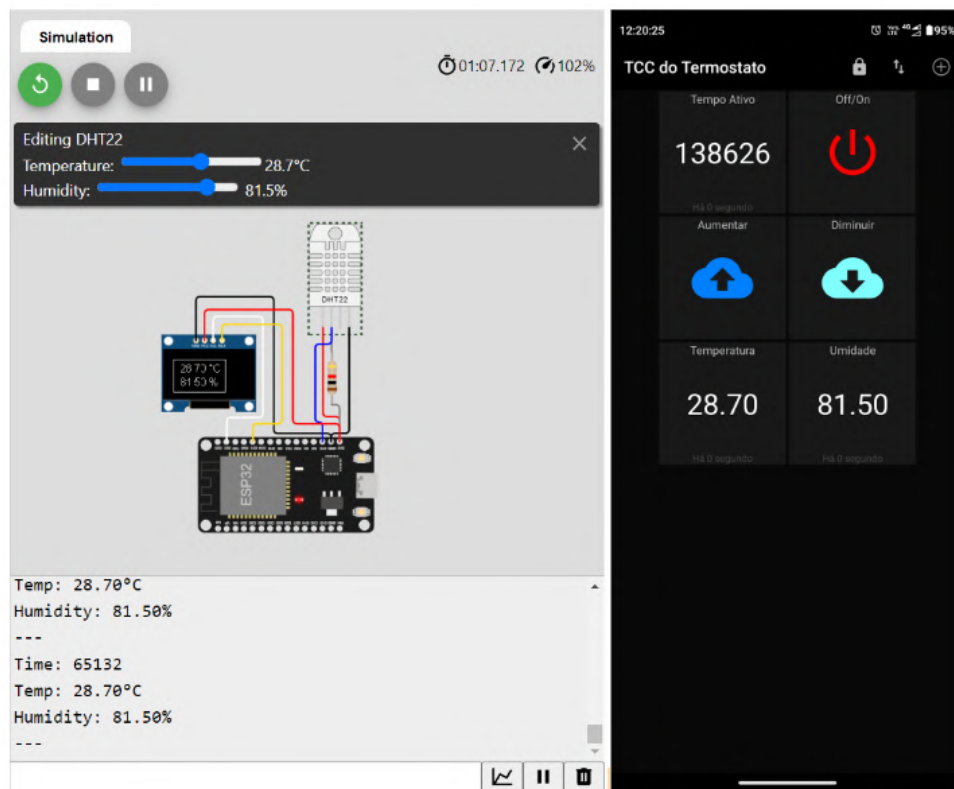 Simulation
01:07.172 102%
Editing DHT22
Temperature: 28.7°C
Humidity: 81.5%
DHT22
28.70 °C
81.50 %
ESP32
Temp: 28.70°C
Humidity: 81.50%
---
Time: 65132
Temp: 28.70°C
Humidity: 81.50%
---
12:20:25 4G 95%
TCC do Termostato
Tempo Ativo Off/On
138626
Há 0 segundo
Aumentar Diminuir
Temperatura Umidade
28.70 81.50
Há 0 segundo Há 0 segundo